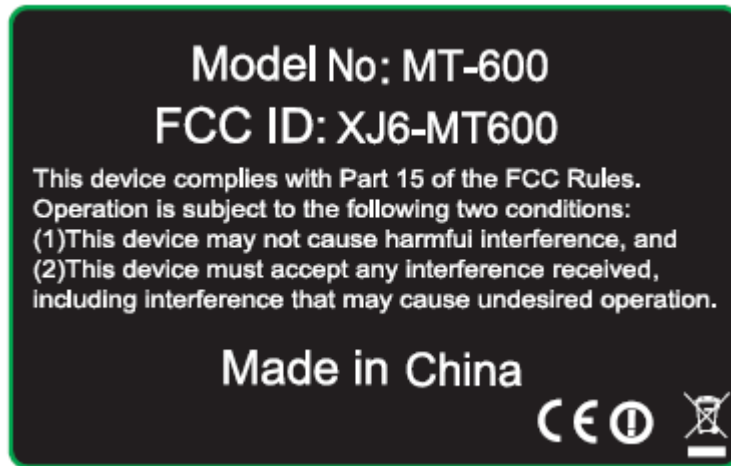 Model No: MT-600
FCC ID: XJ6-MT600
This device complies with Part 15 of the FCC Rules.
Operation is subject to the following two conditions:
(1)This device may not cause harmfui interference, and
(2)This device must accept any interference received,
including interference that may cause undesired operation.
Made in China
CE